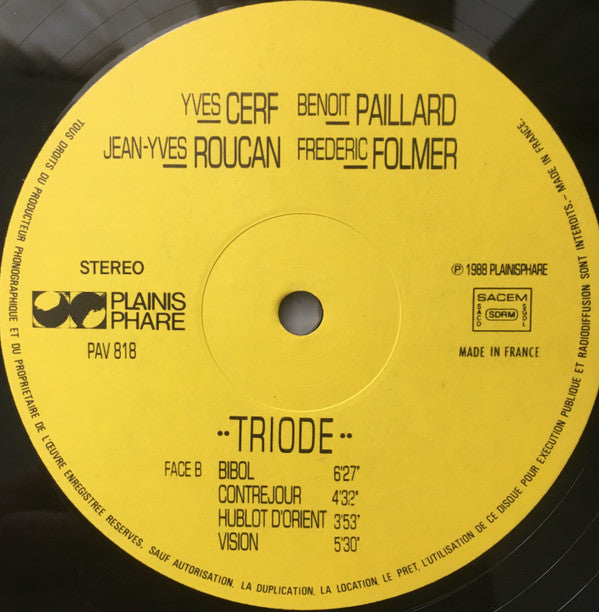 YVES CERF BENOIT PAILLARD
JEAN-YVES ROUCAN FREDERIC FOLMER
STEREO
PLAINIS
PHARE
PAV 818
℗ 1988 PLAINISPHARE
SACEM
SACD SDRM SGDL
MADE IN FRANCE
··TRIODE··
FACE B BIBOL 6'27"
CONTREJOUR 4'32"
HUBLOT D'ORIENT 3'53"
VISION 5'30"
TOUS DROITS DU PRODUCTEUR PHONOGRAPHIQUE ET DU PROPRIETAIRE DE L'ŒUVRE ENREGISTREE RESERVES. SAUF AUTORISATION, LA DUPLICATION, LA LOCATION, LE PRET, L'UTILISATION DE CE DISQUE POUR EXECUTION PUBLIQUE ET RADIODIFFUSION SONT INTERDITS. - MADE IN FRANCE.